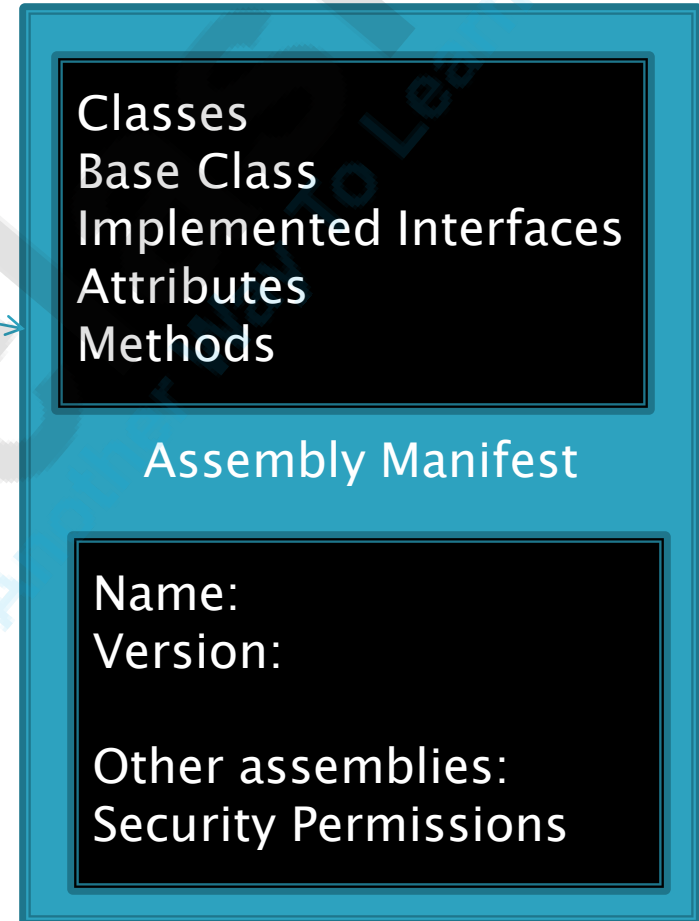 Classes
Base Class
Implemented Interfaces
Attributes
Methods
Assembly Manifest
Name:
Version:
Other assemblies:
Security Permissions